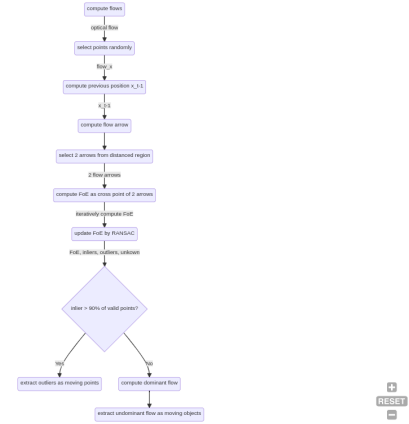 compute flows
optical flow
select points randomly
flow_x
compute previous position x_t-1
x_t-1
compute flow arrow
select 2 arrows from distanced region
2 flow arrows
compute FoE as cross point of 2 arrows
iteratively compute FoE
update FoE by RANSAC
FoE, inliers, outliers, unkown
inlier > 90% of valid points?
Yes
No
extract outliers as moving points
compute dominant flow
extract undominant flow as moving objects
RESET